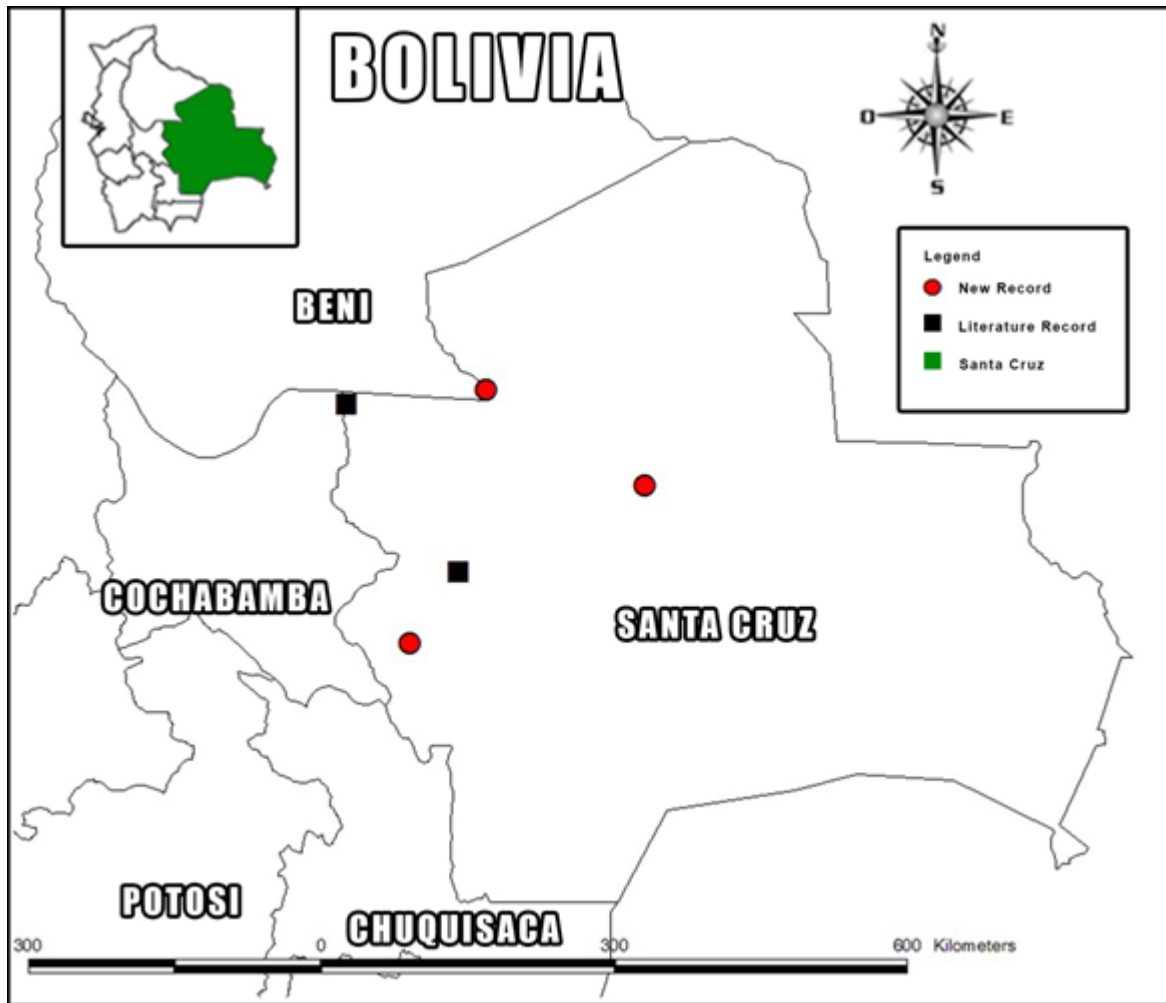 BOLIVIA
N
O
E
S
Legend
New Record
Literature Record
Santa Cruz
BENI
COCHABAMBA
SANTA CRUZ
POTOSI
CHUQUISACA
300 0 300 600 Kilometers